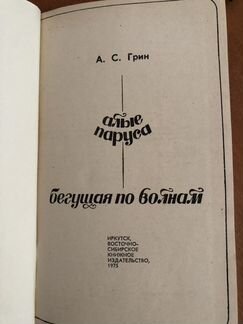 А. С. Грин
алые
паруса
бегущая по волнам
ИРКУТСК,
ВОСТОЧНО-
СИБИРСКОЕ
КНИЖНОЕ
ИЗДАТЕЛЬСТВО,
1975